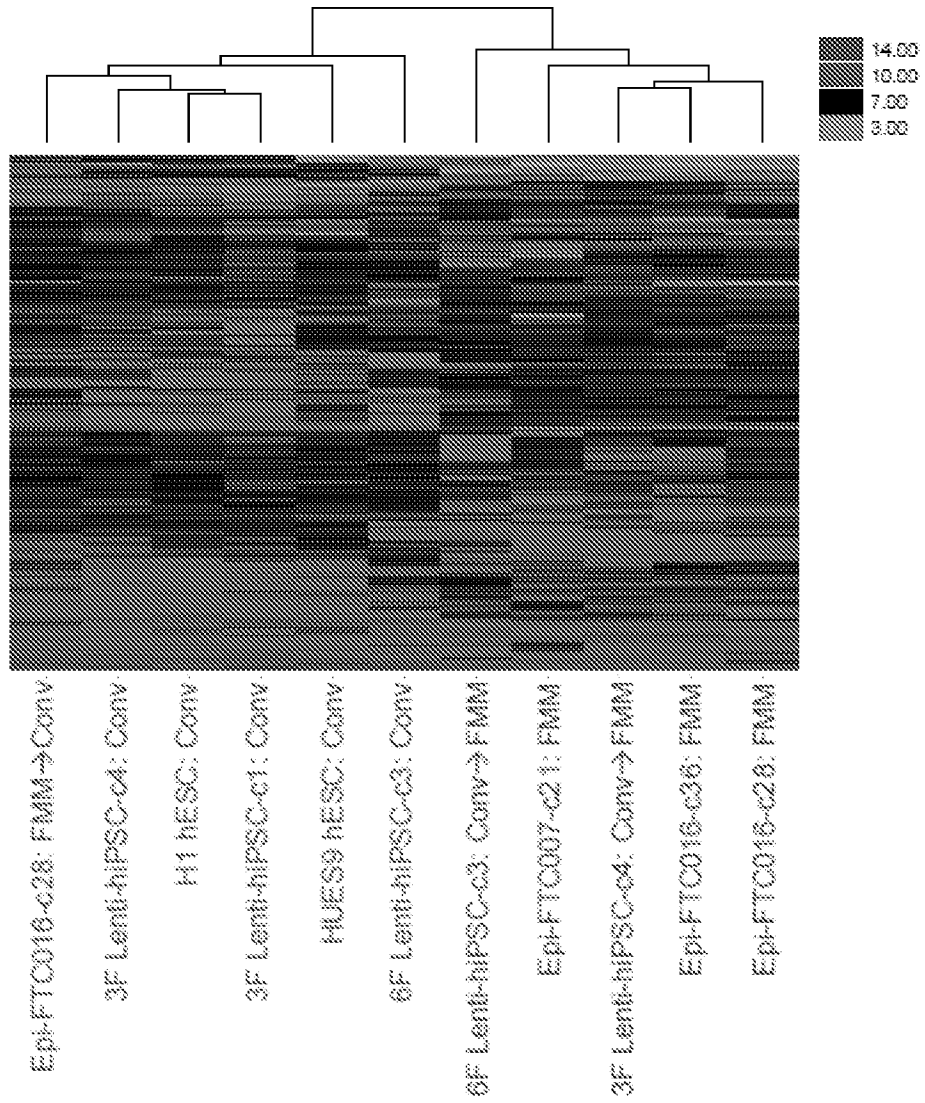 14.00
10.00
7.00
3.00
Epi-FTC016-c28: FMM→Conv
3F Lenti-hiPSC-c4: Conv
H1 hESC: Conv
3F Lenti-hiPSC-c1: Conv
HUES9 hESC: Conv
6F Lenti-hiPSC-c3: Conv
6F Lenti-hiPSC-c3: Conv→FMM
Epi-FTC007-c21: FMM
3F Lenti-hiPSC-c4: Conv→FMM
Epi-FTC016-c36: FMM
Epi-FTC016-c28: FMM